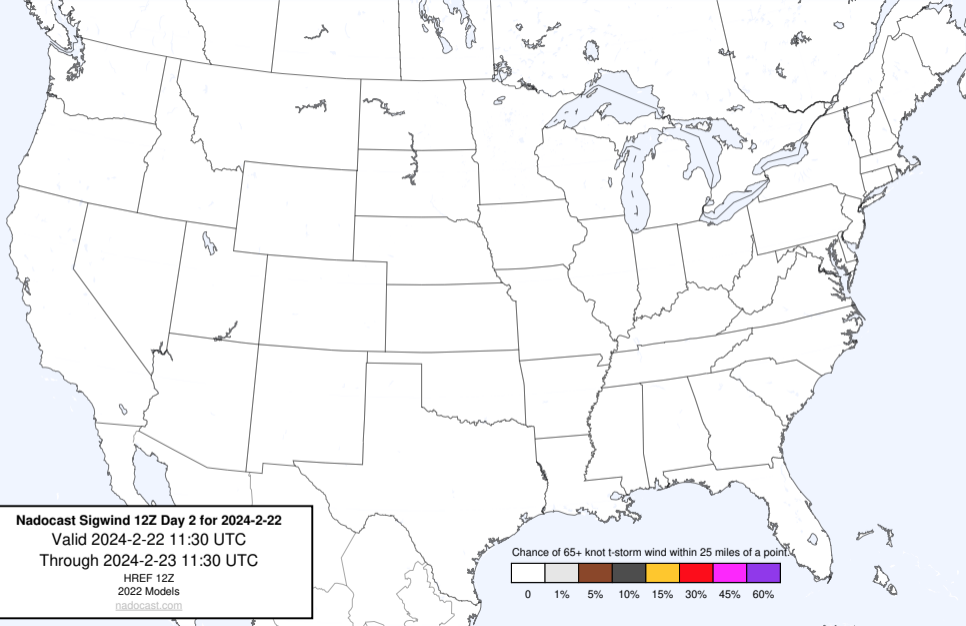 Nadocast Sigwind 12Z Day 2 for 2024-2-22
Valid 2024-2-22 11:30 UTC
Through 2024-2-23 11:30 UTC
HREF 12Z
2022 Models
nadocast.com
Chance of 65+ knot t-storm wind within 25 miles of a point.
0 1% 5% 10% 15% 30% 45% 60%